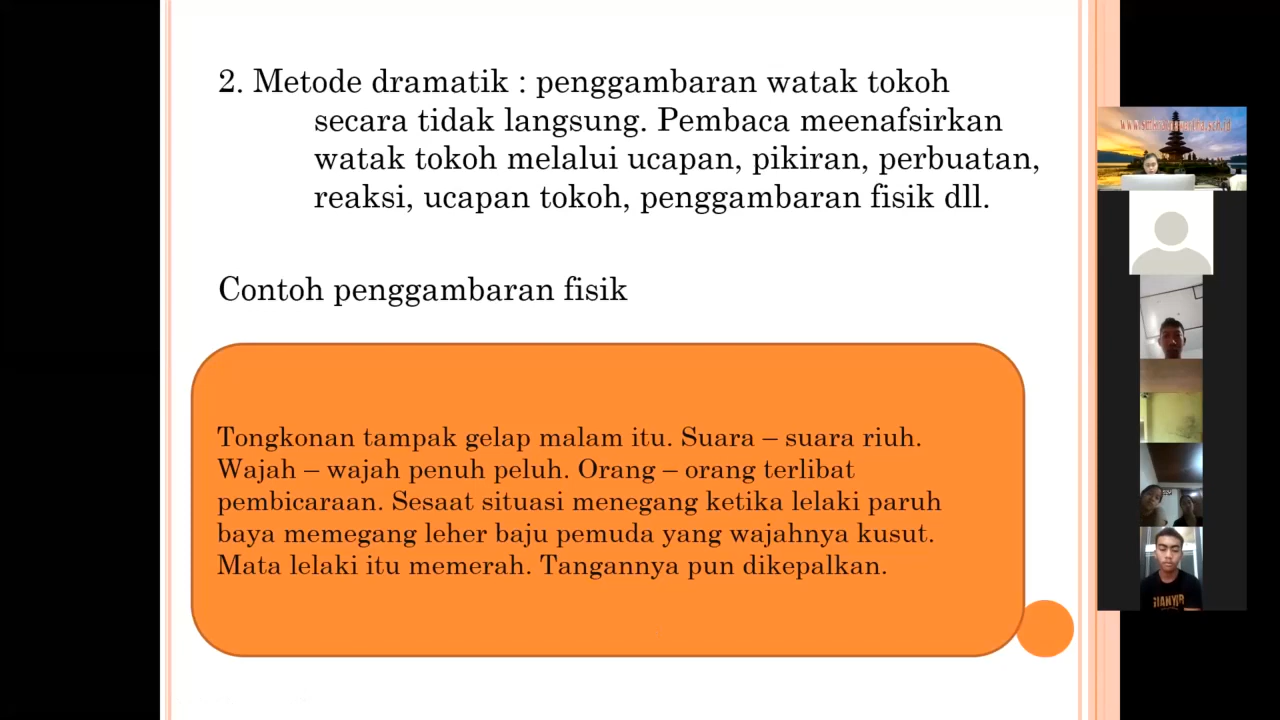 2. Metode dramatik : penggambaran watak tokoh
secara tidak langsung. Pembaca meenafsirkan
watak tokoh melalui ucapan, pikiran, perbuatan,
reaksi, ucapan tokoh, penggambaran fisik dll.
Contoh penggambaran fisik
Tongkonan tampak gelap malam itu. Suara – suara riuh.
Wajah – wajah penuh peluh. Orang – orang terlibat
pembicaraan. Sesaat situasi menegang ketika lelaki paruh
baya memegang leher baju pemuda yang wajahnya kusut.
Mata lelaki itu memerah. Tangannya pun dikepalkan.
GIANYAR